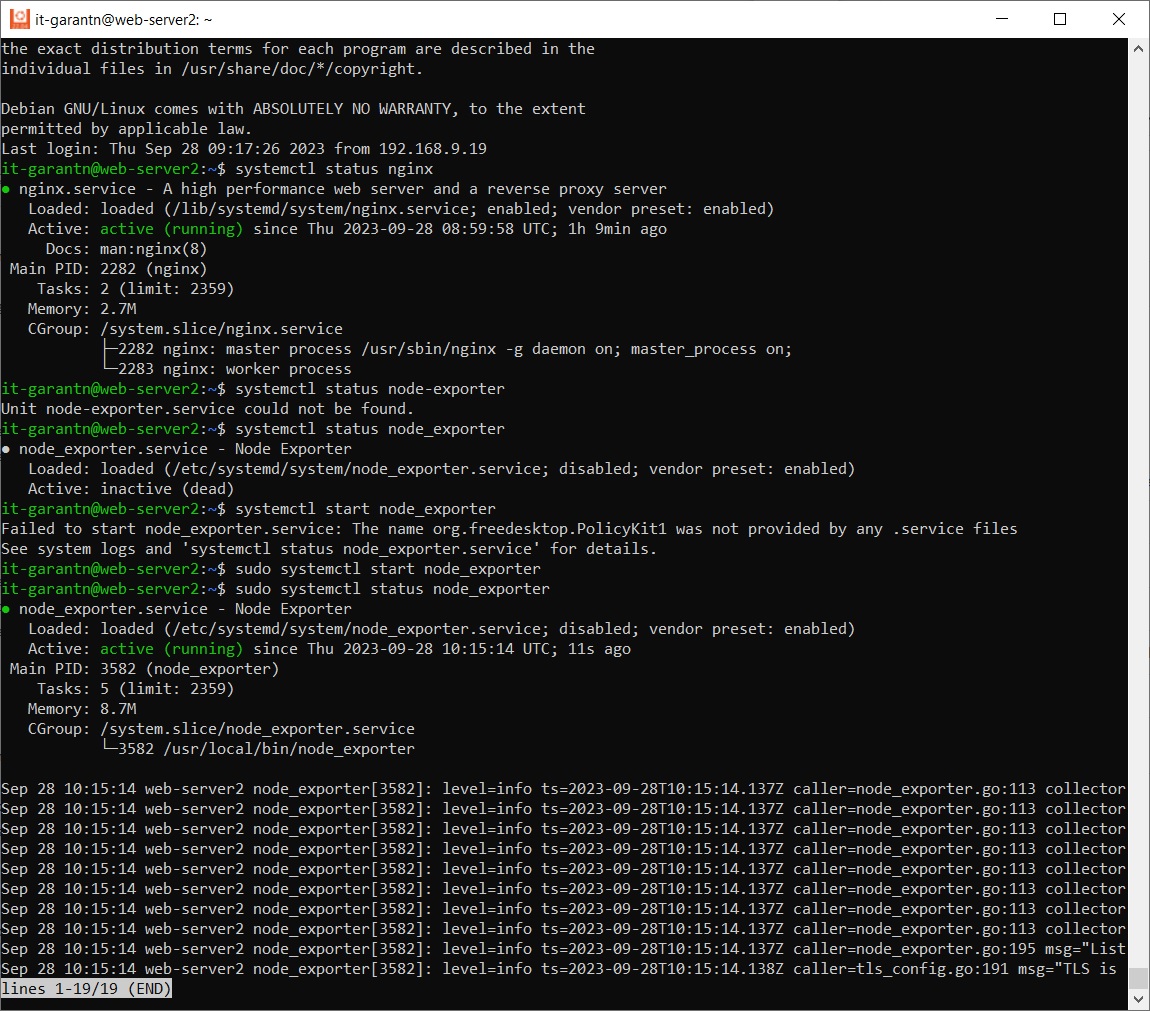 it-garantn@web-server2: ~
the exact distribution terms for each program are described in the
individual files in /usr/share/doc/*/copyright.
Debian GNU/Linux comes with ABSOLUTELY NO WARRANTY, to the extent
permitted by applicable law.
Last login: Thu Sep 28 09:17:26 2023 from 192.168.9.19
it-garantn@web-server2:~$ systemctl status nginx
● nginx.service - A high performance web server and a reverse proxy server
   Loaded: loaded (/lib/systemd/system/nginx.service; enabled; vendor preset: enabled)
   Active: active (running) since Thu 2023-09-28 08:59:58 UTC; 1h 9min ago
     Docs: man:nginx(8)
 Main PID: 2282 (nginx)
    Tasks: 2 (limit: 2359)
   Memory: 2.7M
   CGroup: /system.slice/nginx.service
           ├─2282 nginx: master process /usr/sbin/nginx -g daemon on; master_process on;
           └─2283 nginx: worker process
it-garantn@web-server2:~$ systemctl status node-exporter
Unit node-exporter.service could not be found.
it-garantn@web-server2:~$ systemctl status node_exporter
● node_exporter.service - Node Exporter
   Loaded: loaded (/etc/systemd/system/node_exporter.service; disabled; vendor preset: enabled)
   Active: inactive (dead)
it-garantn@web-server2:~$ systemctl start node_exporter
Failed to start node_exporter.service: The name org.freedesktop.PolicyKit1 was not provided by any .service files
See system logs and 'systemctl status node_exporter.service' for details.
it-garantn@web-server2:~$ sudo systemctl start node_exporter
it-garantn@web-server2:~$ sudo systemctl status node_exporter
● node_exporter.service - Node Exporter
   Loaded: loaded (/etc/systemd/system/node_exporter.service; disabled; vendor preset: enabled)
   Active: active (running) since Thu 2023-09-28 10:15:14 UTC; 11s ago
 Main PID: 3582 (node_exporter)
    Tasks: 5 (limit: 2359)
   Memory: 8.7M
   CGroup: /system.slice/node_exporter.service
           └─3582 /usr/local/bin/node_exporter
Sep 28 10:15:14 web-server2 node_exporter[3582]: level=info ts=2023-09-28T10:15:14.137Z caller=node_exporter.go:113 collector
Sep 28 10:15:14 web-server2 node_exporter[3582]: level=info ts=2023-09-28T10:15:14.137Z caller=node_exporter.go:113 collector
Sep 28 10:15:14 web-server2 node_exporter[3582]: level=info ts=2023-09-28T10:15:14.137Z caller=node_exporter.go:113 collector
Sep 28 10:15:14 web-server2 node_exporter[3582]: level=info ts=2023-09-28T10:15:14.137Z caller=node_exporter.go:113 collector
Sep 28 10:15:14 web-server2 node_exporter[3582]: level=info ts=2023-09-28T10:15:14.137Z caller=node_exporter.go:113 collector
Sep 28 10:15:14 web-server2 node_exporter[3582]: level=info ts=2023-09-28T10:15:14.137Z caller=node_exporter.go:113 collector
Sep 28 10:15:14 web-server2 node_exporter[3582]: level=info ts=2023-09-28T10:15:14.137Z caller=node_exporter.go:113 collector
Sep 28 10:15:14 web-server2 node_exporter[3582]: level=info ts=2023-09-28T10:15:14.137Z caller=node_exporter.go:113 collector
Sep 28 10:15:14 web-server2 node_exporter[3582]: level=info ts=2023-09-28T10:15:14.137Z caller=node_exporter.go:195 msg="List
Sep 28 10:15:14 web-server2 node_exporter[3582]: level=info ts=2023-09-28T10:15:14.138Z caller=tls_config.go:191 msg="TLS is
lines 1-19/19 (END)